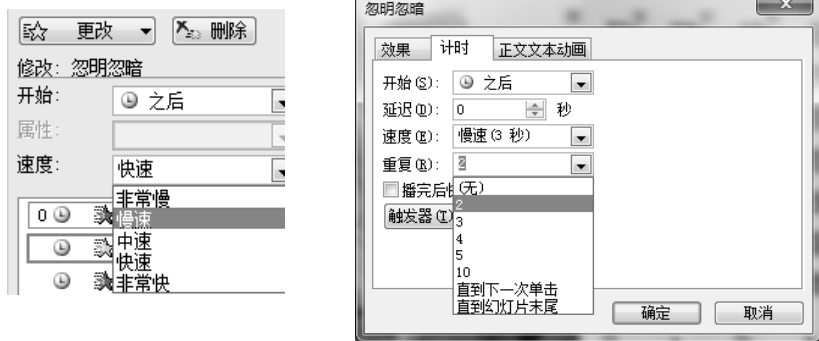 更改
删除
修改: 忽明忽暗
开始:
之后
属性:
速度:
快速
非常慢
慢速
中速
快速
非常快
0
忽明忽暗
效果
计时
正文文本动画
开始(S):
之后
延迟(D):
0
秒
速度(E):
慢速(3 秒)
重复(R):
2
播完后快
(无)
2
触发器(T)
3
4
5
10
直到下一次单击
直到幻灯片末尾
确定
取消